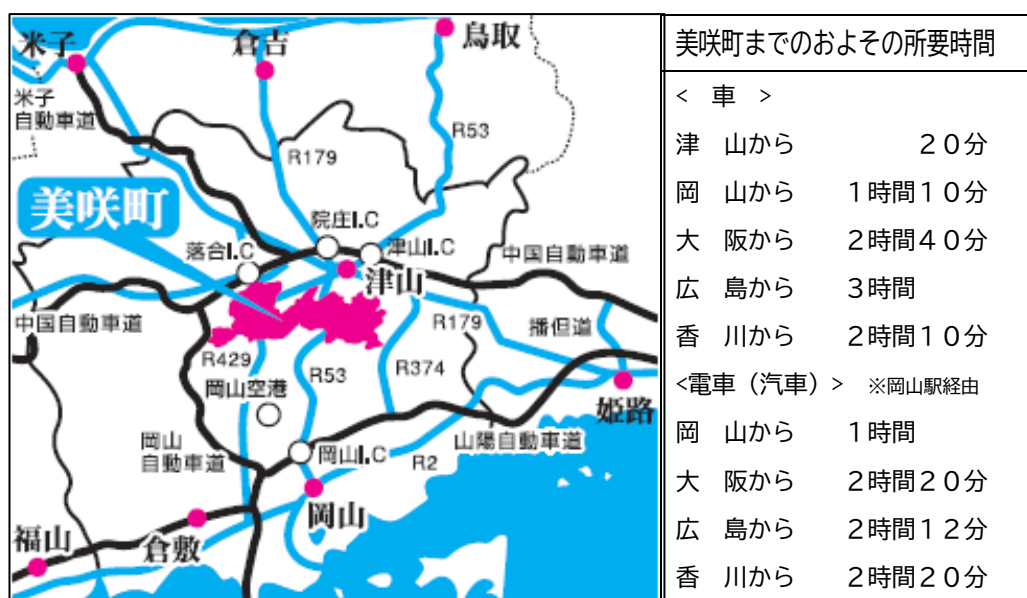 米子
倉吉
鳥取
米子
自動車道
R53
R179
美咲町
院庄I.C
落合I.C
津山I.C
中国自動車道
津山
中国自動車道
R179
播但道
R429
R53
R374
岡山空港
姫路
岡山
自動車道
岡山I.C
山陽自動車道
R2
岡山
福山
倉敷
美咲町までのおよその所要時間
< 車 >
津 山から 20分
岡 山から 1時間10分
大 阪から 2時間40分
広 島から 3時間
香 川から 2時間10分
<電車（汽車）> ※岡山駅経由
岡 山から 1時間
大 阪から 2時間20分
広 島から 2時間12分
香 川から 2時間20分